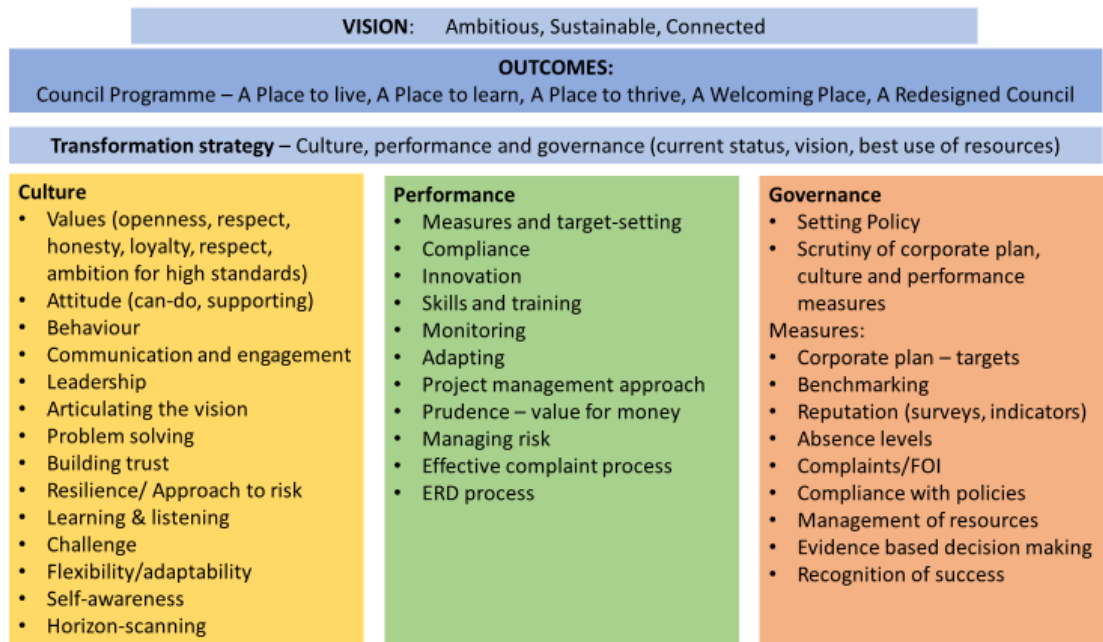 VISION: Ambitious, Sustainable, Connected
OUTCOMES:
Council Programme – A Place to live, A Place to learn, A Place to thrive, A Welcoming Place, A Redesigned Council
Transformation strategy – Culture, performance and governance (current status, vision, best use of resources)
Culture
• Values (openness, respect,
honesty, loyalty, respect,
ambition for high standards)
• Attitude (can-do, supporting)
• Behaviour
• Communication and engagement
• Leadership
• Articulating the vision
• Problem solving
• Building trust
• Resilience/ Approach to risk
• Learning & listening
• Challenge
• Flexibility/adaptability
• Self-awareness
• Horizon-scanning
Performance
• Measures and target-setting
• Compliance
• Innovation
• Skills and training
• Monitoring
• Adapting
• Project management approach
• Prudence – value for money
• Managing risk
• Effective complaint process
• ERD process
Governance
• Setting Policy
• Scrutiny of corporate plan,
culture and performance
measures
Measures:
• Corporate plan – targets
• Benchmarking
• Reputation (surveys, indicators)
• Absence levels
• Complaints/FOI
• Compliance with policies
• Management of resources
• Evidence based decision making
• Recognition of success